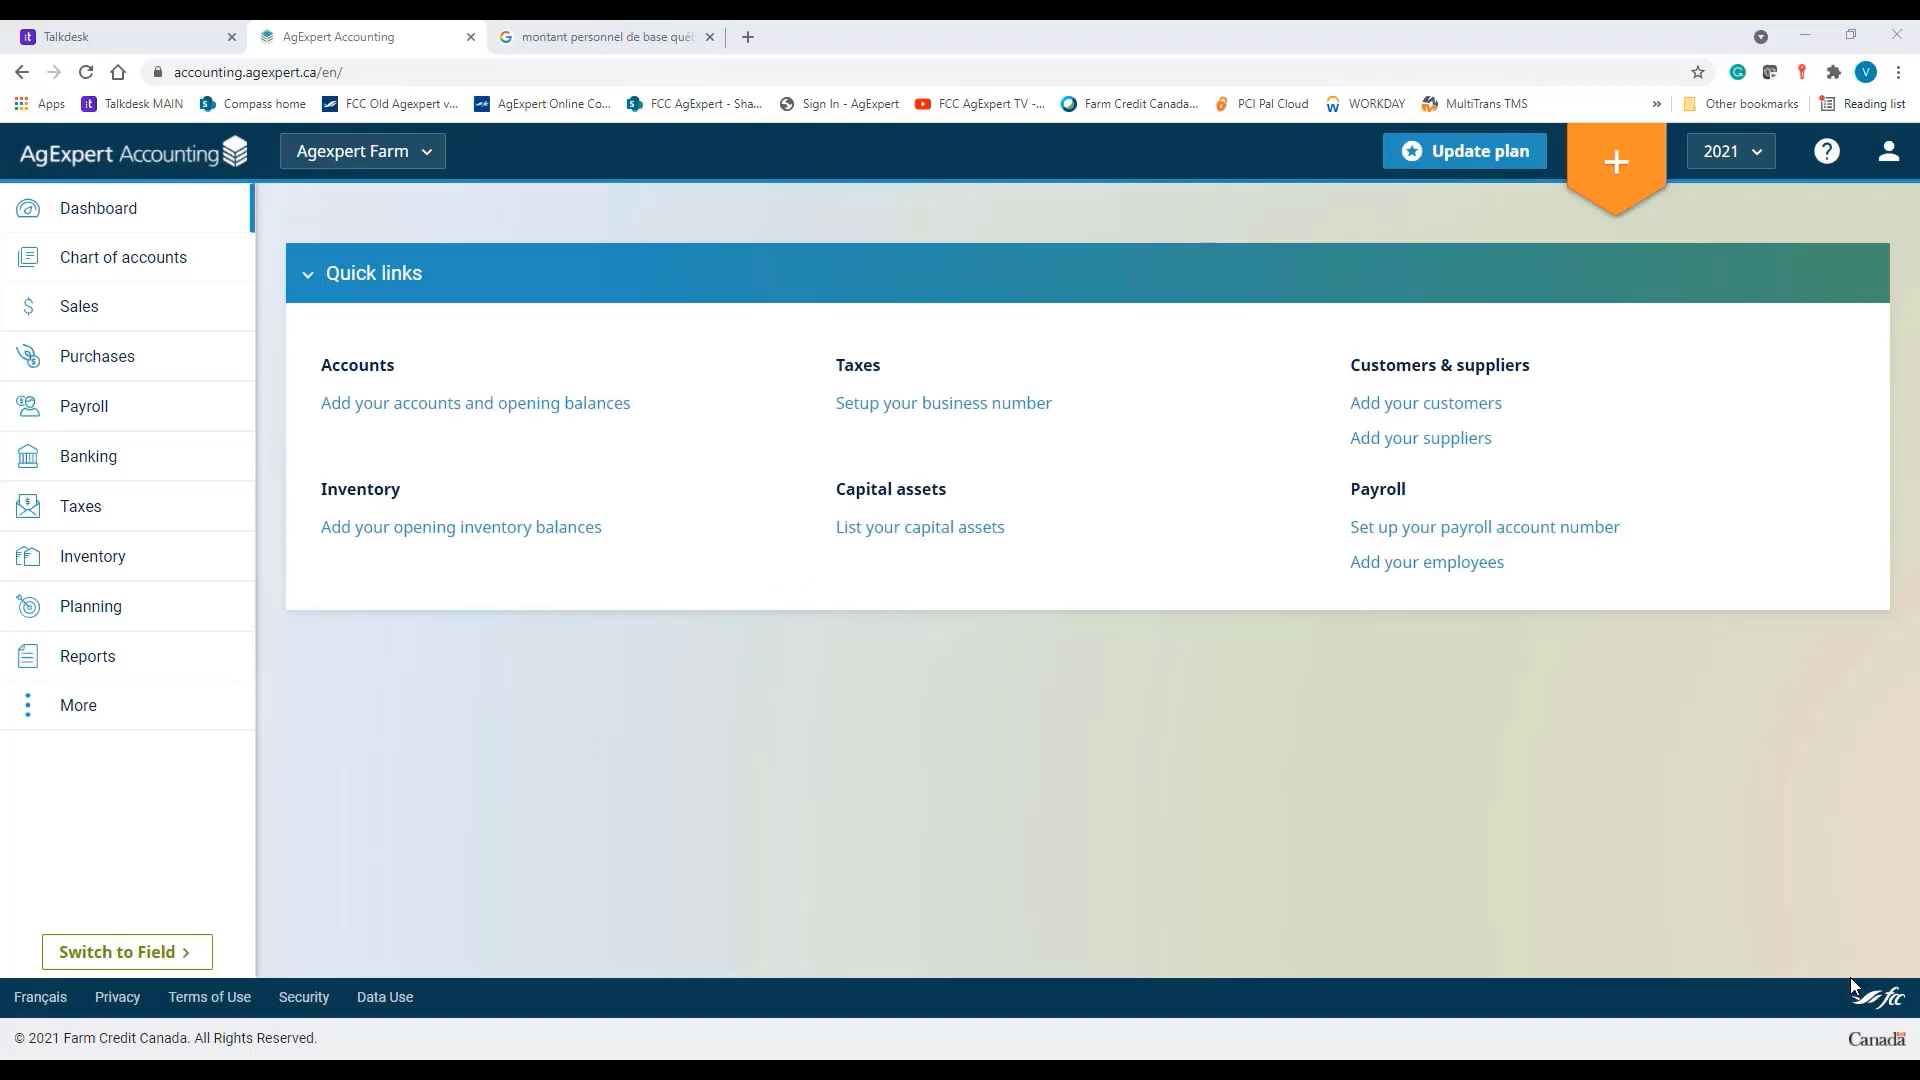 Talkdesk
AgExpert Accounting
montant personnel de base qué
accounting.agexpert.ca/en/
V
Apps
Talkdesk MAIN
Compass home
FCC Old Agexpert v...
AgExpert Online Co...
FCC AgExpert - Sha...
Sign In - AgExpert
FCC AgExpert TV -...
Farm Credit Canada...
PCI Pal Cloud
WORKDAY
MultiTrans TMS
»
Other bookmarks
Reading list
AgExpert Accounting
Agexpert Farm
Update plan
+
2021
?
Dashboard
Chart of accounts
Sales
Purchases
Payroll
Banking
Taxes
Inventory
Planning
Reports
More
Switch to Field >
Quick links
Accounts
Add your accounts and opening balances
Taxes
Setup your business number
Customers & suppliers
Add your customers
Add your suppliers
Inventory
Add your opening inventory balances
Capital assets
List your capital assets
Payroll
Set up your payroll account number
Add your employees
Français
Privacy
Terms of Use
Security
Data Use
fcc
© 2021 Farm Credit Canada. All Rights Reserved.
Canada